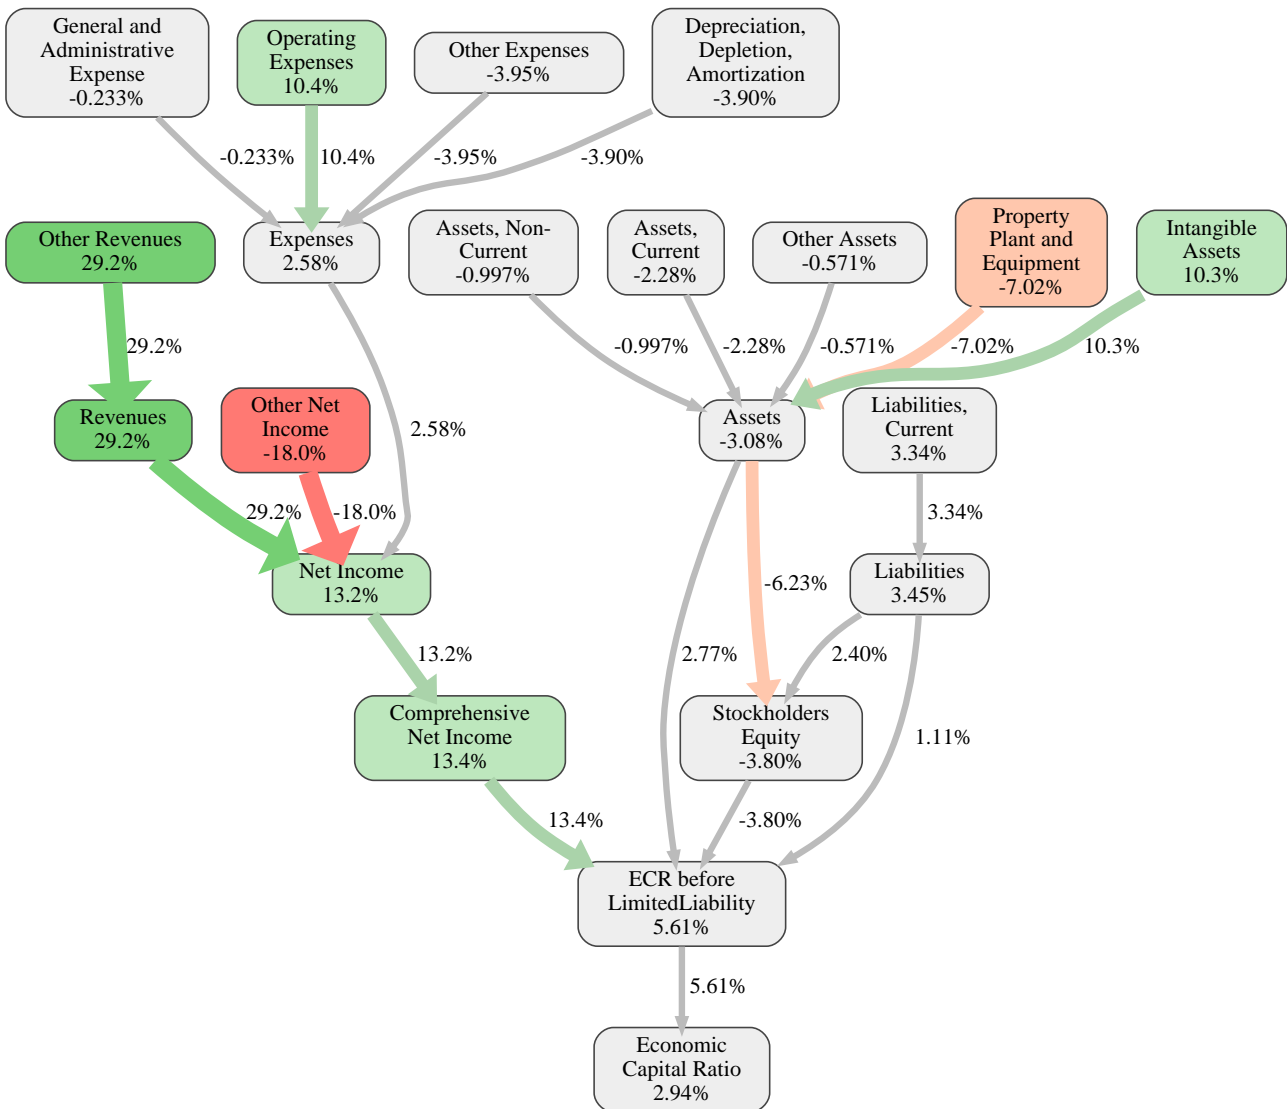 General and
Administrative
Expense
-0.233%
Operating
Expenses
10.4%
Other Expenses
-3.95%
Depreciation,
Depletion,
Amortization
-3.90%
-0.233%
10.4%
-3.95%
-3.90%
Other Revenues
29.2%
Expenses
2.58%
Assets, Non-
Current
-0.997%
Assets,
Current
-2.28%
Other Assets
-0.571%
Property
Plant and
Equipment
-7.02%
Intangible
Assets
10.3%
29.2%
-0.997%
-2.28%
-0.571%
-7.02%
10.3%
Revenues
29.2%
Other Net
Income
-18.0%
2.58%
Assets
-3.08%
Liabilities,
Current
3.34%
29.2%
-18.0%
3.34%
Net Income
13.2%
-6.23%
Liabilities
3.45%
13.2%
2.77%
2.40%
Comprehensive
Net Income
13.4%
Stockholders
Equity
-3.80%
1.11%
13.4%
-3.80%
ECR before
LimitedLiability
5.61%
5.61%
Economic
Capital Ratio
2.94%